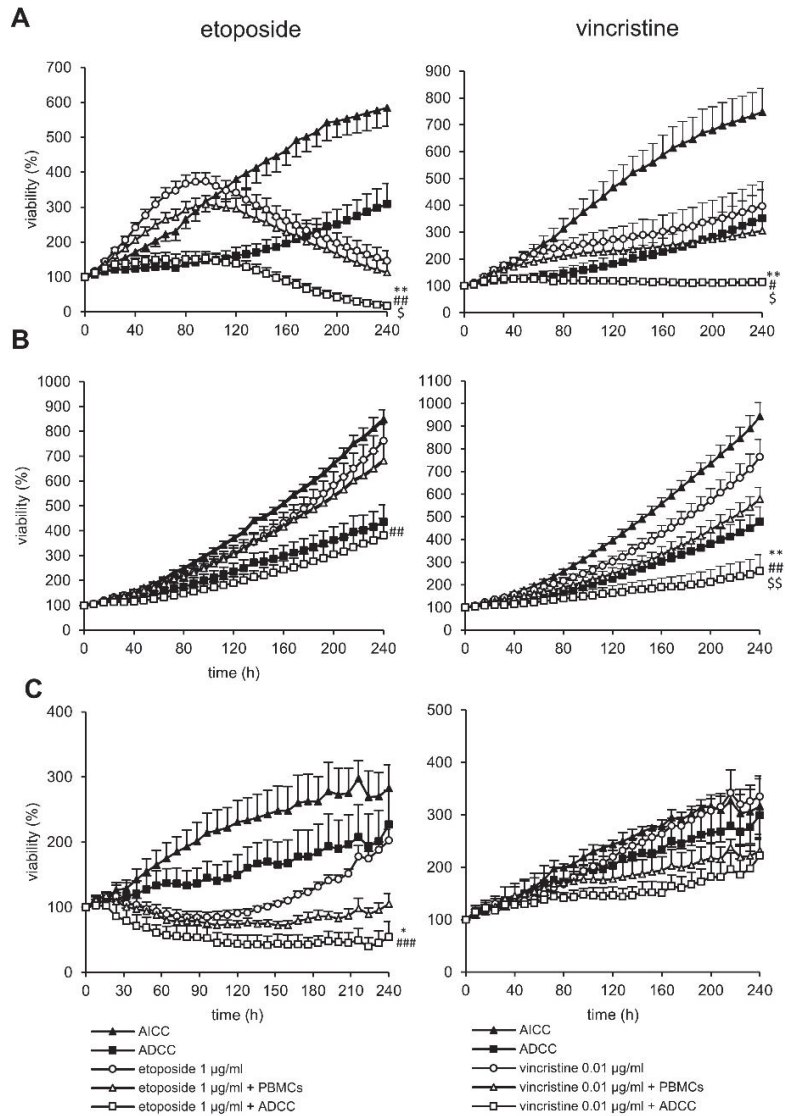 A
etoposide
vincristine
viability (%)
700
600
500
400
300
200
100
0
0 40 80 120 160 200 240
**
##
$
900
800
700
600
500
400
300
200
100
0
0 40 80 120 160 200 240
**
#
$
B
viability (%)
1000
900
800
700
600
500
400
300
200
100
0
0 40 80 120 160 200 240
time (h)
##
1100
1000
900
800
700
600
500
400
300
200
100
0
0 40 80 120 160 200 240
**
##
$$
C
viability (%)
400
300
200
100
0
0 30 60 90 120 150 180 210 240
time (h)
*
###
500
400
300
200
100
0
0 40 80 120 160 200 240
time (h)
AICC
ADCC
etoposide 1 µg/ml
etoposide 1 µg/ml + PBMCs
etoposide 1 µg/ml + ADCC
AICC
ADCC
vincristine 0.01 µg/ml
vincristine 0.01 µg/ml + PBMCs
vincristine 0.01 µg/ml + ADCC